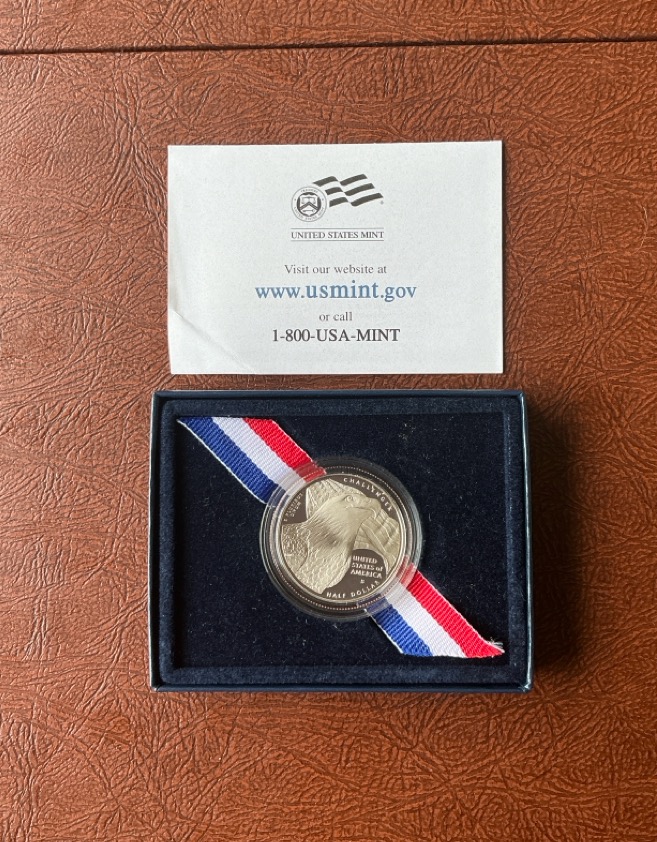 UNITED STATES MINT
Visit our website at
www.usmint.gov
or call
1-800-USA-MINT
CHALLENGER
UNITED
STATES of
AMERICA
HALF DOLLAR